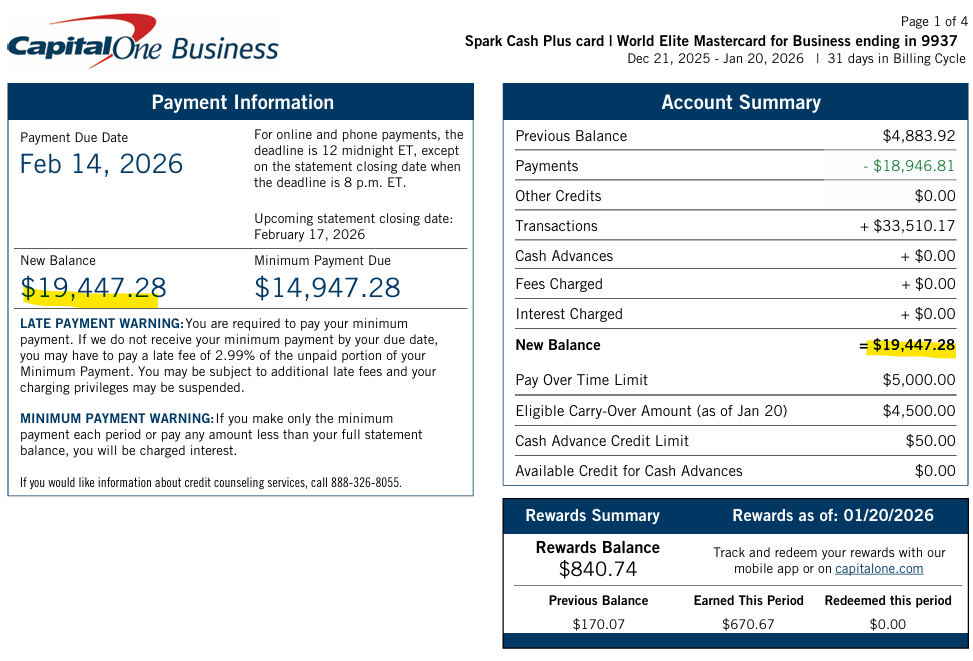 Capital One Business
Page 1 of 4
Spark Cash Plus card | World Elite Mastercard for Business ending in 9937
Dec 21, 2025 - Jan 20, 2026 | 31 days in Billing Cycle
Payment Information
Payment Due Date
Feb 14, 2026
For online and phone payments, the
deadline is 12 midnight ET, except
on the statement closing date when
the deadline is 8 p.m. ET.
Upcoming statement closing date:
February 17, 2026
New Balance
$19,447.28
Minimum Payment Due
$14,947.28
LATE PAYMENT WARNING: You are required to pay your minimum
payment. If we do not receive your minimum payment by your due date,
you may have to pay a late fee of 2.99% of the unpaid portion of your
Minimum Payment. You may be subject to additional late fees and your
charging privileges may be suspended.
MINIMUM PAYMENT WARNING: If you make only the minimum
payment each period or pay any amount less than your full statement
balance, you will be charged interest.
If you would like information about credit counseling services, call 888-326-8055.
Account Summary
Previous Balance $4,883.92
Payments - $18,946.81
Other Credits $0.00
Transactions + $33,510.17
Cash Advances + $0.00
Fees Charged + $0.00
Interest Charged + $0.00
New Balance = $19,447.28
Pay Over Time Limit $5,000.00
Eligible Carry-Over Amount (as of Jan 20) $4,500.00
Cash Advance Credit Limit $50.00
Available Credit for Cash Advances $0.00
Rewards Summary Rewards as of: 01/20/2026
Rewards Balance
$840.74
Track and redeem your rewards with our
mobile app or on capitalone.com
Previous Balance Earned This Period Redeemed this period
$170.07 $670.67 $0.00